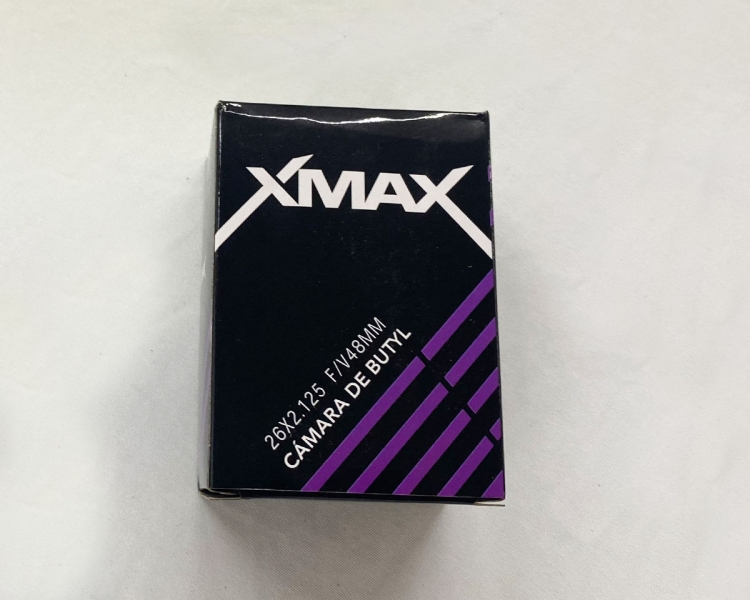 XMAX
26X2.125 F/V48MM
CÁMARA DE BUTYL